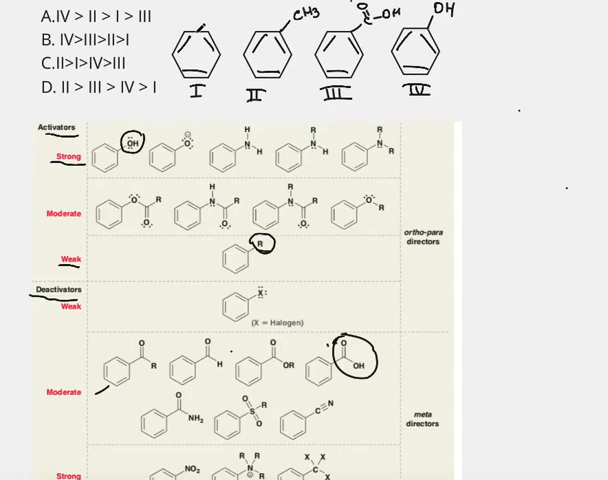 A.IV > II > I > III
B. IV>III>II>I
C.II>I>IV>III
D. II > III > IV > I
CH3
O
C-OH
OH
I
II
III
IV
Activators
Strong
OH
O
H
N
H
R
N
H
R
N
R
Moderate
O
R
O
H
N
R
O
R
N
R
O
O
R
ortho-para
directors
Weak
R
Deactivators
Weak
X
(X = Halogen)
Moderate
O
R
O
H
O
OR
O
OH
O
NH2
O
S
R
O
C≡N
meta
directors
Strong
NO2
R
R
N
R
X
X
C
X